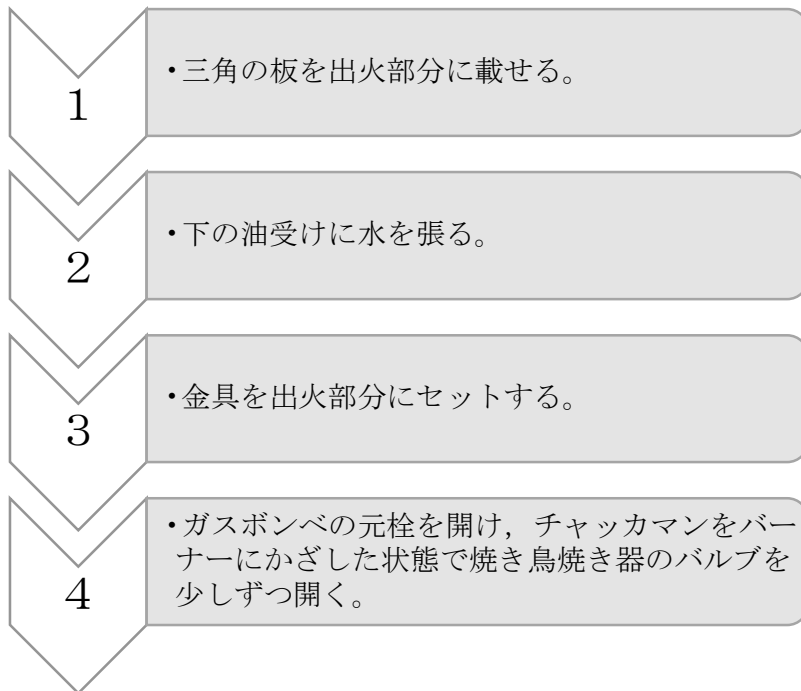 1
・三角の板を出火部分に載せる。
2
・下の油受けに水を張る。
3
・金具を出火部分にセットする。
4
・ガスボンベの元栓を開け，チャッカマンをバー
ナーにかざした状態で焼き鳥焼き器のバルブを
少しずつ開く。